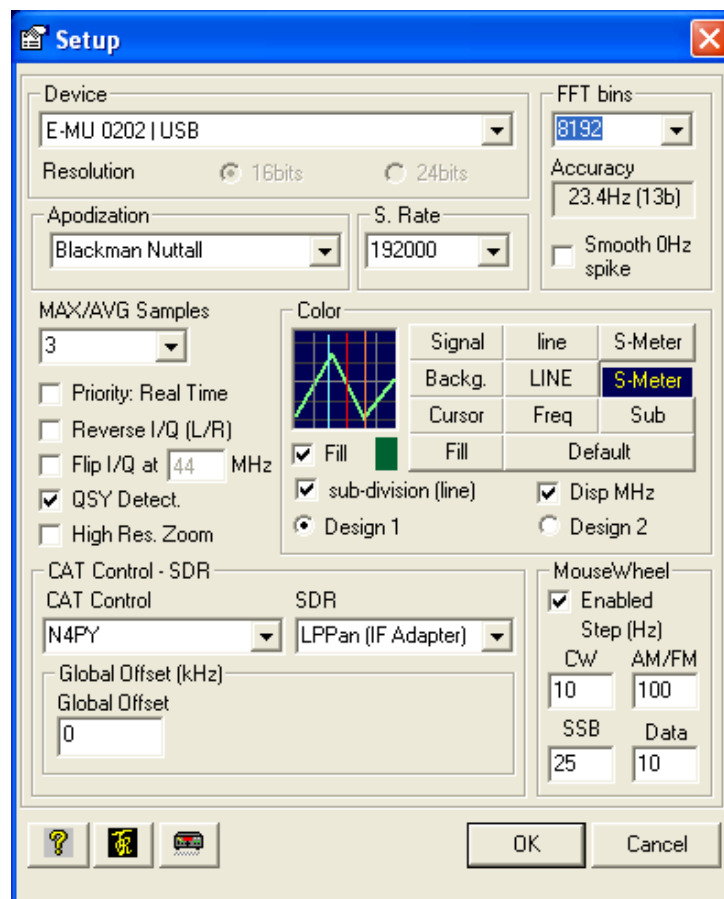 Setup
Device
E-MU 0202 | USB
Resolution 16bits 24bits
FFT bins
8192
Accuracy
23.4Hz (13b)
Smooth 0Hz
spike
Apodization
Blackman Nuttall
S. Rate
192000
MAX/AVG Samples
3
Priority: Real Time
Reverse I/Q (L/R)
Flip I/Q at 44 MHz
QSY Detect.
High Res. Zoom
Color
Signal line S-Meter
Backg. LINE S-Meter
Cursor Freq Sub
Fill Fill Default
sub-division (line) Disp MHz
Design 1 Design 2
CAT Control - SDR
CAT Control SDR
N4PY LPPan (IF Adapter)
Global Offset (kHz)
Global Offset
0
MouseWheel
Enabled
Step (Hz)
CW AM/FM
10 100
SSB Data
25 10
? OK Cancel